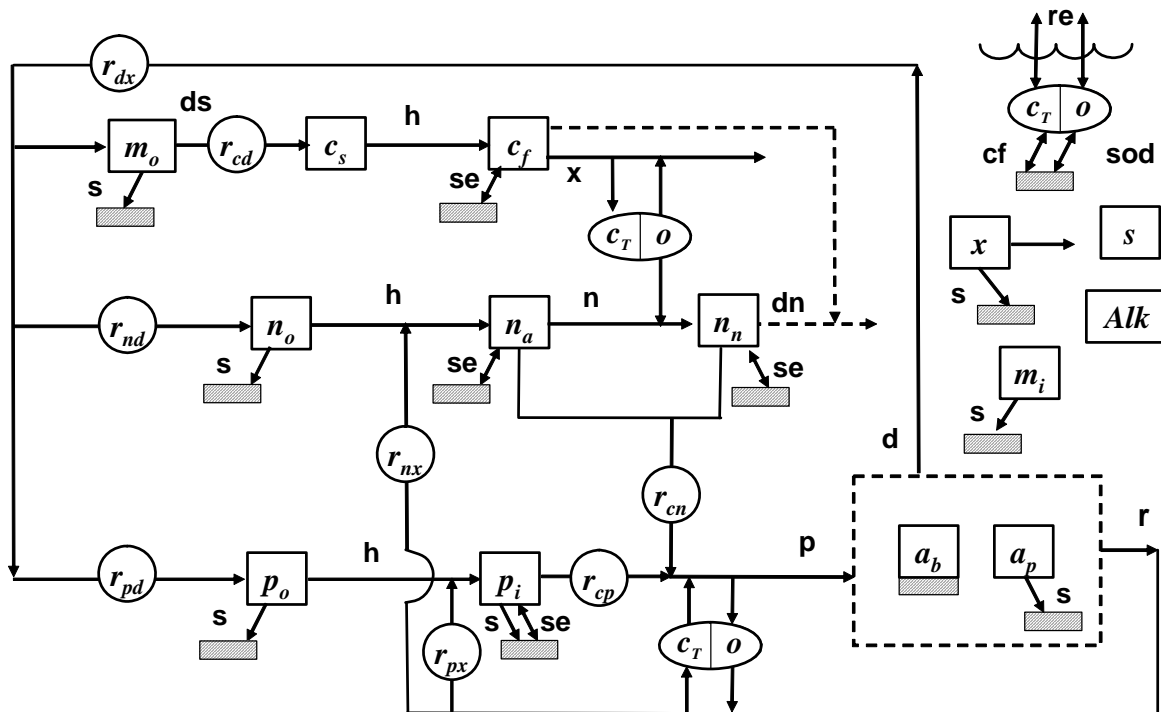 re
r_dx
ds
h
c_T o
m_o
r_cd
c_s
c_f
cf
sod
s
se
x
c_T o
x
s
s
h
n
dn
Alk
r_nd
n_o
n_a
n_n
s
se
se
m_i
s
d
r_nx
r_cn
h
p
r
r_pd
p_o
p_i
r_cp
a_b
a_p
s
s
se
s
r_px
c_T o